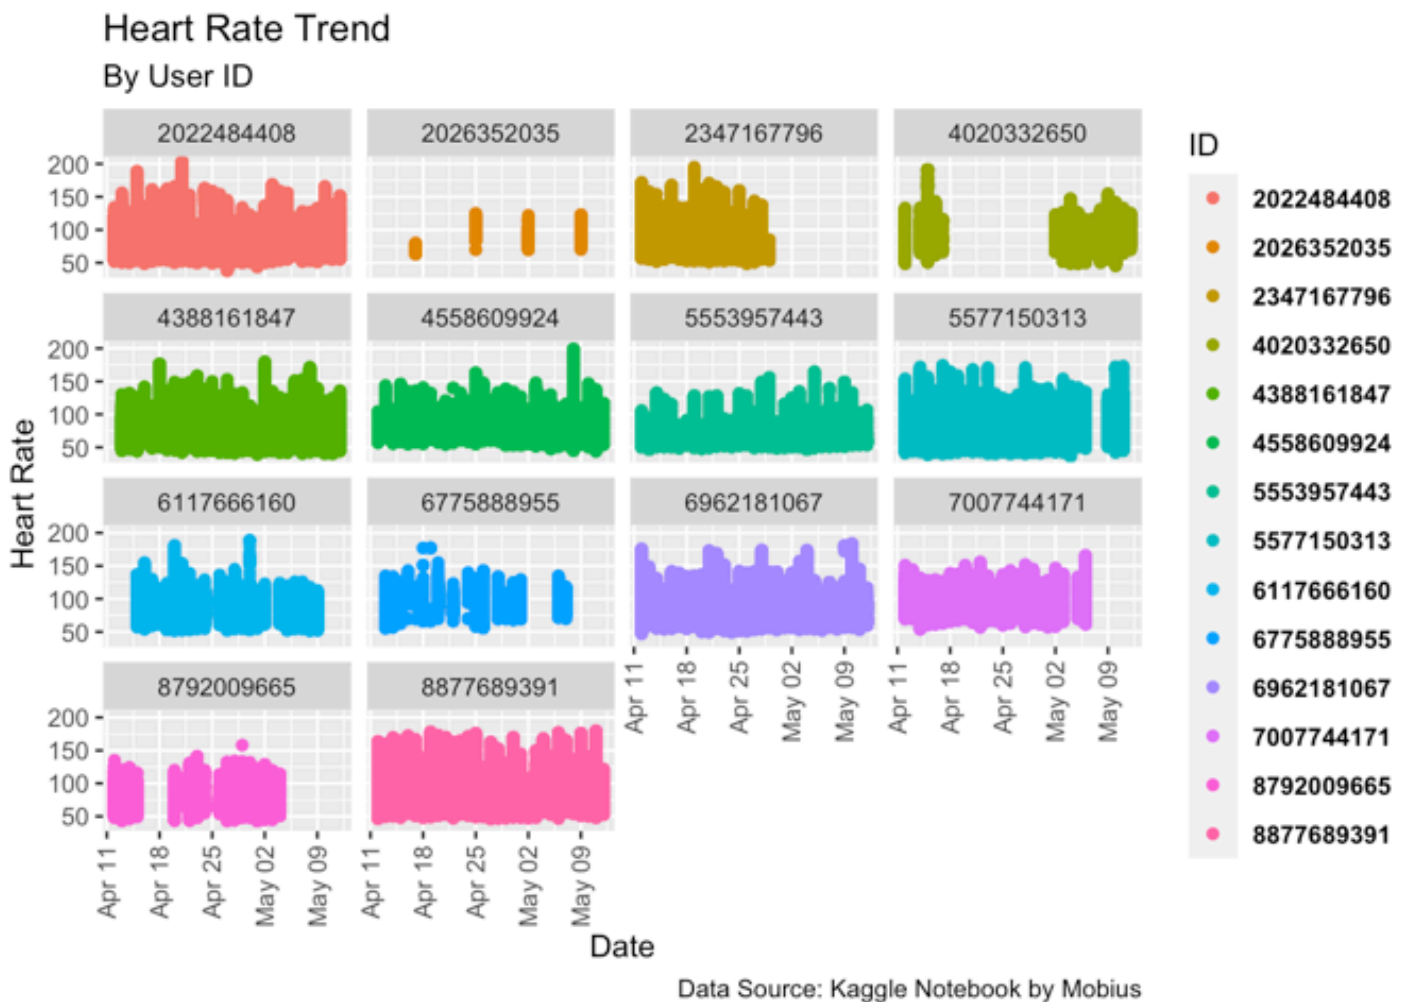 Heart Rate Trend
By User ID
2022484408 2026352035 2347167796 4020332650
200
150
100
50
4388161847 4558609924 5553957443 5577150313
200
150
100
50
6117666160 6775888955 6962181067 7007744171
200
150
100
50
Apr 11 Apr 18 Apr 25 May 02 May 09 Apr 11 Apr 18 Apr 25 May 02 May 09
8792009665 8877689391
200
150
100
50
Apr 11 Apr 18 Apr 25 May 02 May 09 Apr 11 Apr 18 Apr 25 May 02 May 09
Heart Rate
Date
Data Source: Kaggle Notebook by Mobius
ID
2022484408
2026352035
2347167796
4020332650
4388161847
4558609924
5553957443
5577150313
6117666160
6775888955
6962181067
7007744171
8792009665
8877689391